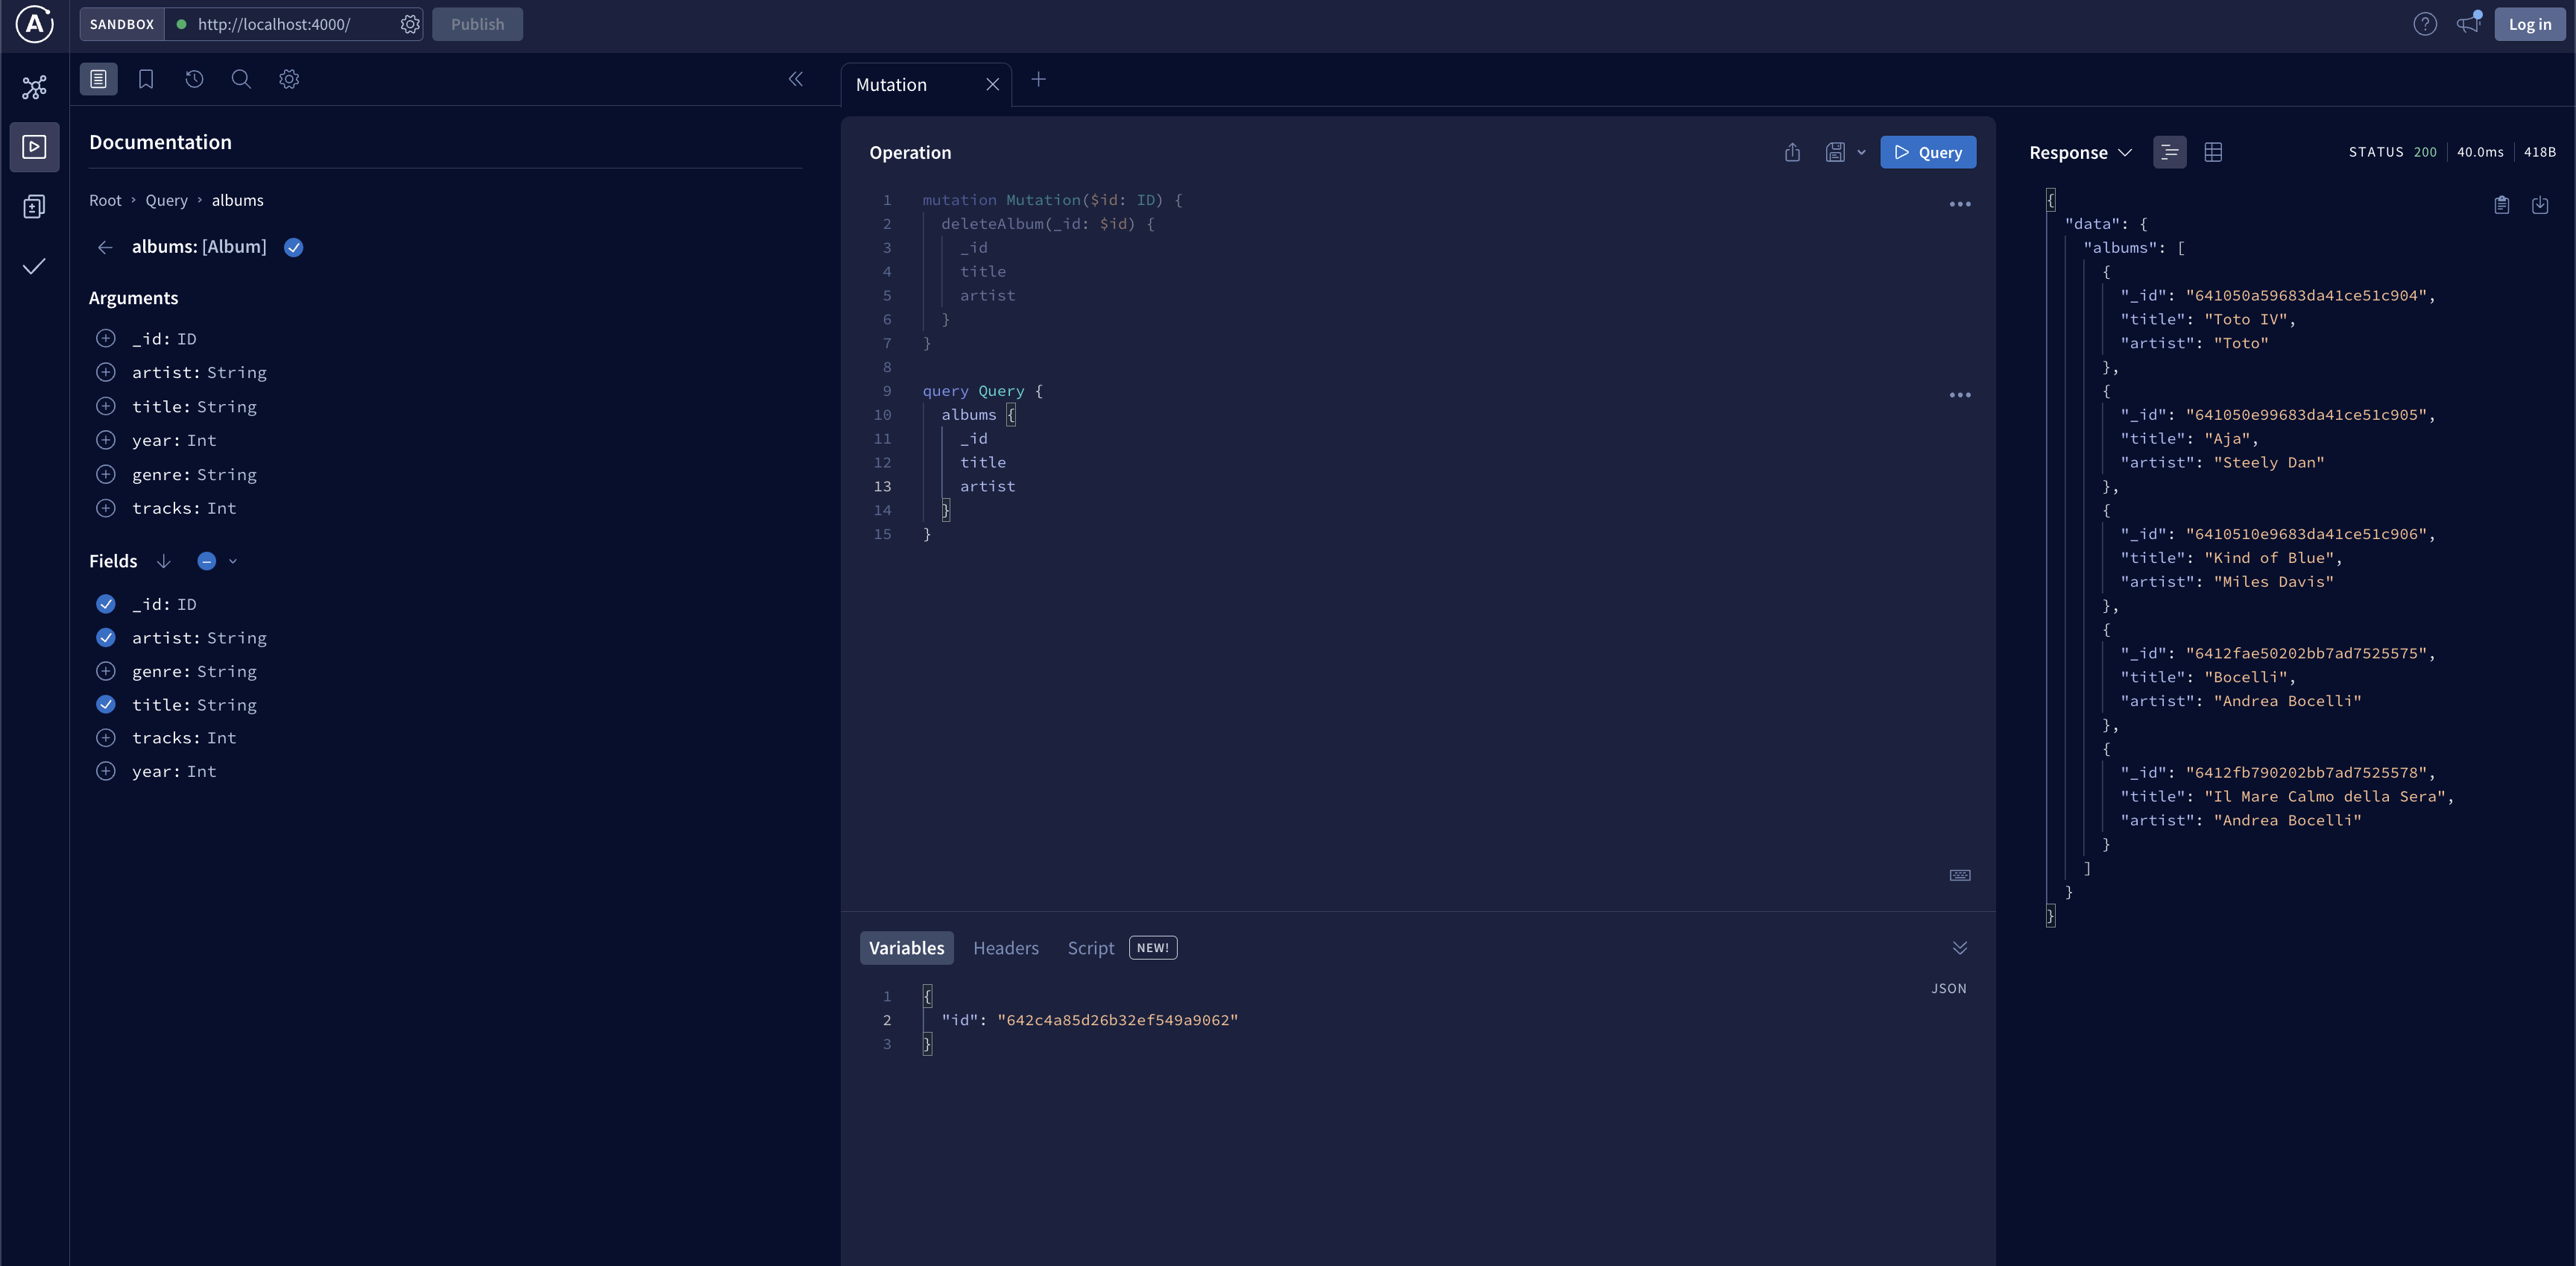 SANDBOX http://localhost:4000/ Publish Log in
Documentation
Root › Query › albums
albums: [Album]
Arguments
_id: ID
artist: String
title: String
year: Int
genre: String
tracks: Int
Fields
_id: ID
artist: String
genre: String
title: String
tracks: Int
year: Int
Mutation
Operation
Query
1 mutation Mutation($id: ID) {
2 deleteAlbum(_id: $id) {
3 _id
4 title
5 artist
6 }
7 }
8
9 query Query {
10 albums {
11 _id
12 title
13 artist
14 }
15 }
Variables Headers Script NEW!
JSON
1 {
2 "id": "642c4a85d26b32ef549a9062"
3 }
Response STATUS 200 40.0ms 418B
{
"data": {
"albums": [
{
"_id": "641050a59683da41ce51c904",
"title": "Toto IV",
"artist": "Toto"
},
{
"_id": "641050e99683da41ce51c905",
"title": "Aja",
"artist": "Steely Dan"
},
{
"_id": "6410510e9683da41ce51c906",
"title": "Kind of Blue",
"artist": "Miles Davis"
},
{
"_id": "6412fae50202bb7ad7525575",
"title": "Bocelli",
"artist": "Andrea Bocelli"
},
{
"_id": "6412fb790202bb7ad7525578",
"title": "Il Mare Calmo della Sera",
"artist": "Andrea Bocelli"
}
]
}
}